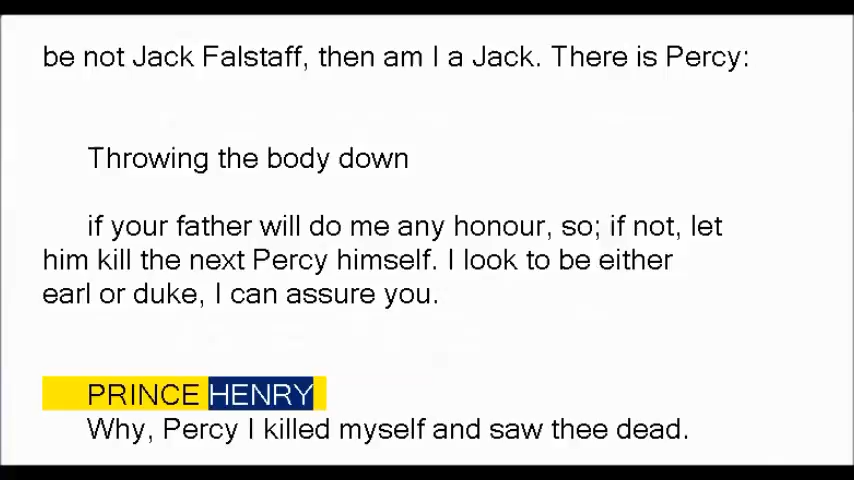 be not Jack Falstaff, then am I a Jack. There is Percy:
Throwing the body down
if your father will do me any honour, so; if not, let
him kill the next Percy himself. I look to be either
earl or duke, I can assure you.
PRINCE HENRY
Why, Percy I killed myself and saw thee dead.